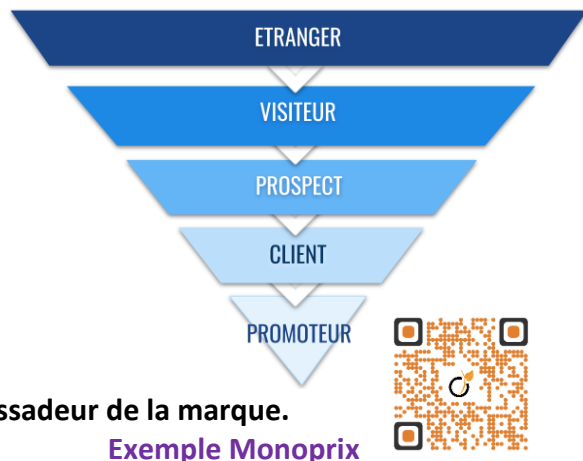 ETRANGER
VISITEUR
PROSPECT
CLIENT
PROMOTEUR
ssadeur de la marque.
Exemple Monoprix